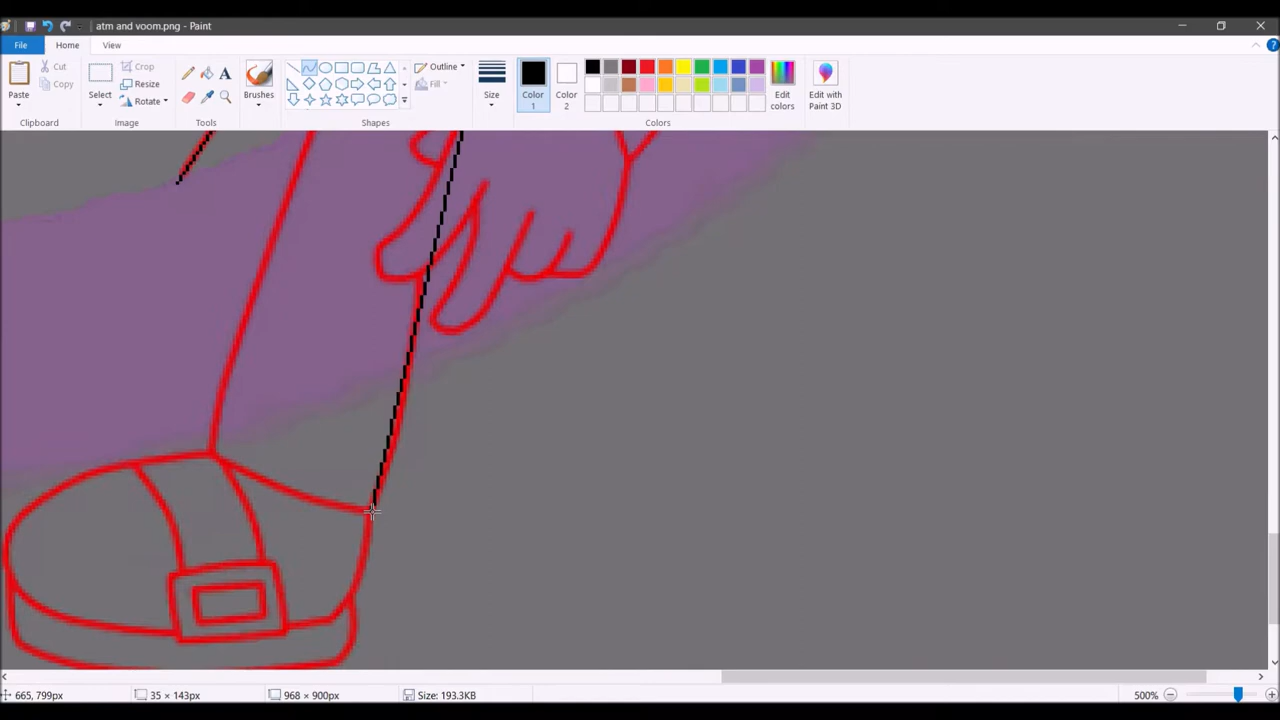 atm and voom.png - Paint
File Home View
Paste
Cut
Copy
Clipboard
Select
Crop
Resize
Rotate
Image
Tools
Brushes
Outline
Fill
Shapes
Size
Color 1
Color 2
Edit colors
Edit with Paint 3D
Colors
665, 799px
35 × 143px
968 × 900px
Size: 193.3KB
500%